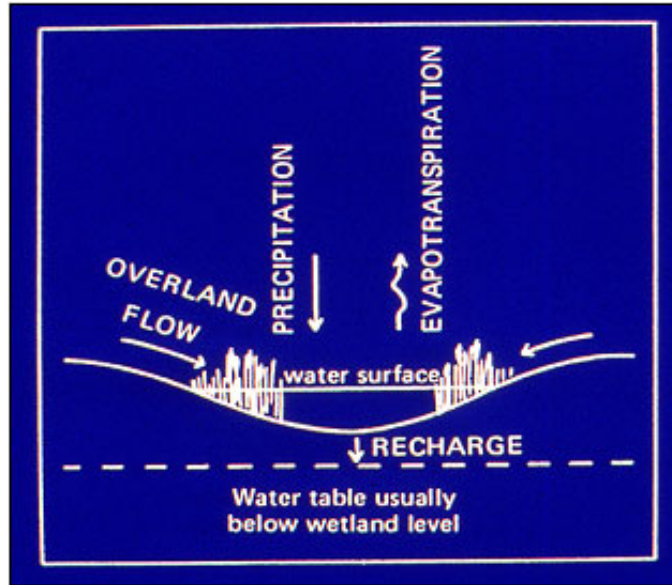 PRECIPITATION
EVAPOTRANSPIRATION
OVERLAND
FLOW
water surface
RECHARGE
Water table usually
below wetland level